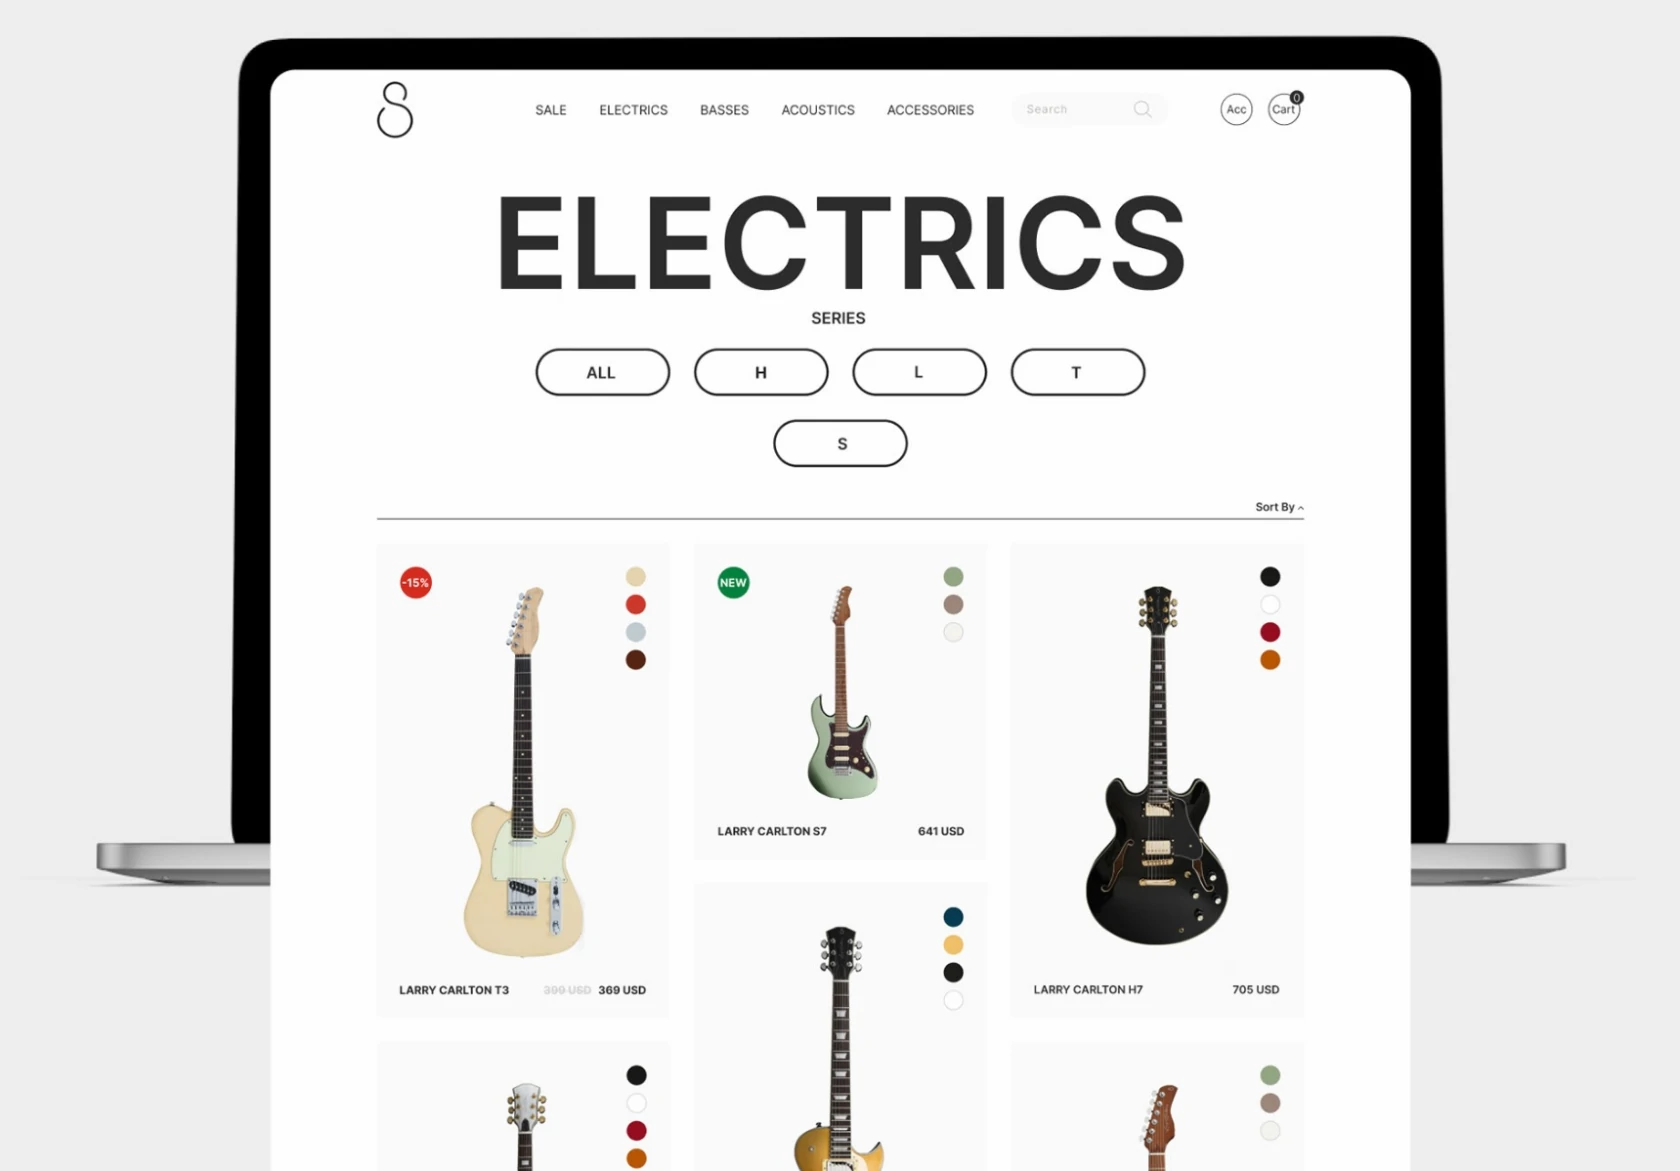 SALE ELECTRICS BASSES ACOUSTICS ACCESSORIES Search Acc Cart 0
ELECTRICS
SERIES
ALL H L T
S
Sort By
-15%
NEW
LARRY CARLTON S7 641 USD
LARRY CARLTON T3 399 USD 369 USD
LARRY CARLTON H7 705 USD